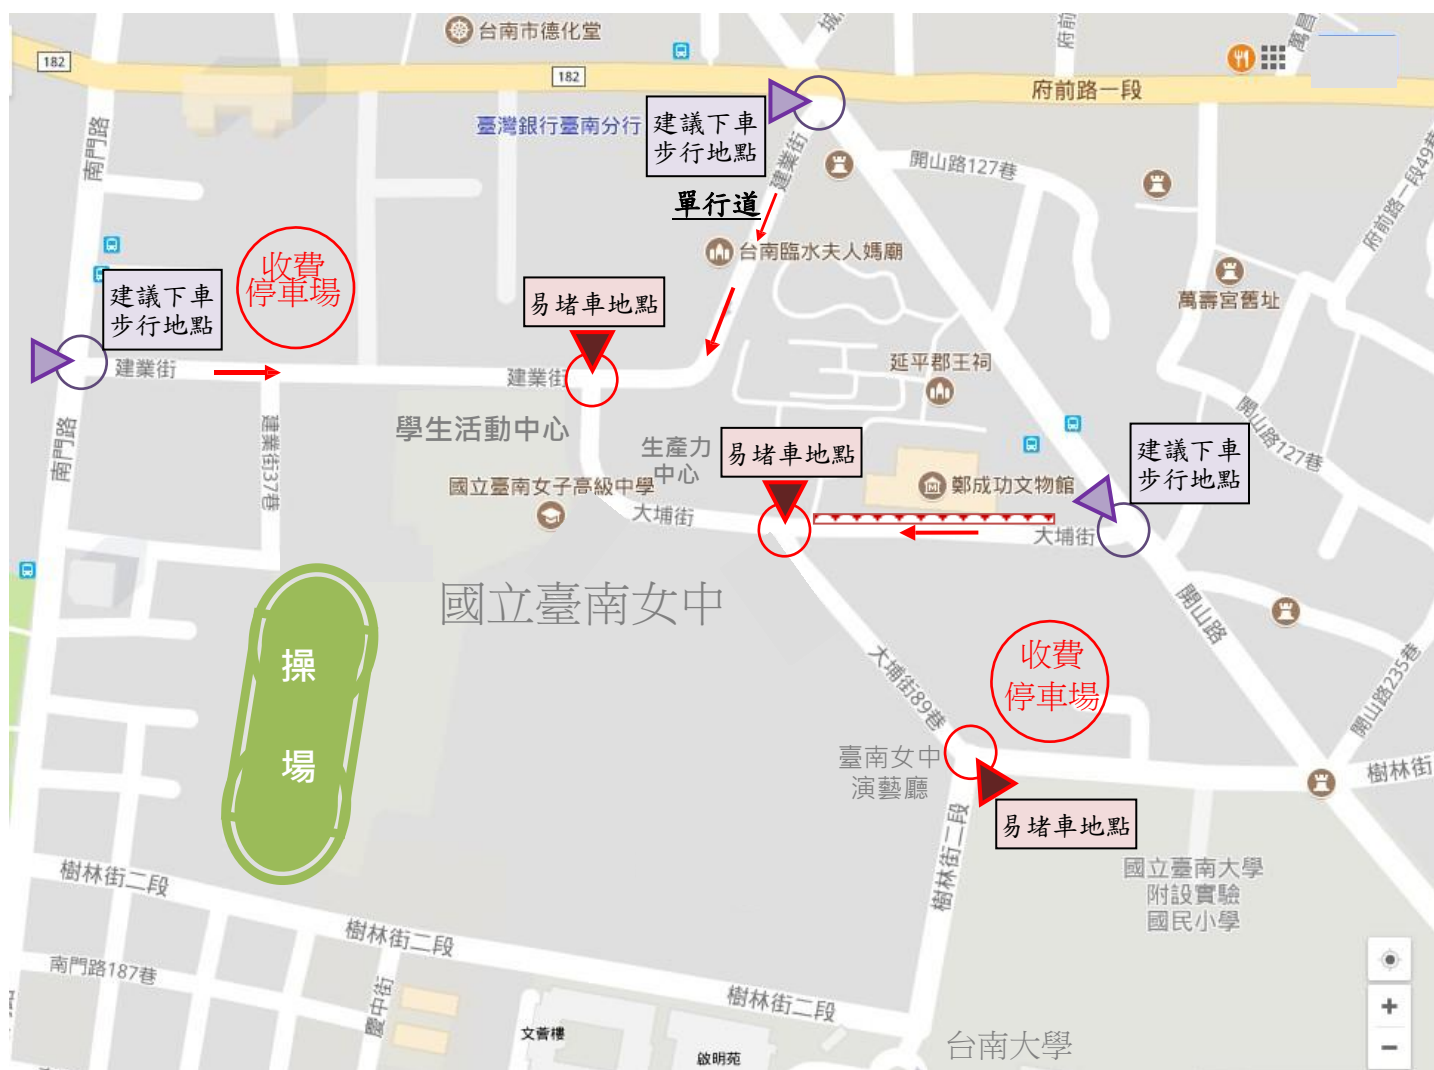 台南市德化堂
182
182
府前路一段
臺灣銀行臺南分行
建議下車
步行地點
建業街
單行道
開山路127巷
府前路一段49巷
南門路
台南臨水夫人媽廟
萬壽宮舊址
收費
停車場
建議下車
步行地點
易堵車地點
延平郡王祠
建業街
建業街
學生活動中心
建業街37巷
南門路
生產力
中心
易堵車地點
開山路127巷
建議下車
步行地點
國立臺南女子高級中學
鄭成功文物館
大埔街
大埔街
國立臺南女中
開山路
操
場
收費
停車場
大埔街89巷
開山路235巷
臺南女中
演藝廳
樹林街
易堵車地點
樹林街二段
國立臺南大學
附設實驗
國民小學
樹林街二段
樹林街二段
南門路187巷
慶中街
樹林街二段
文薈樓
啟明苑
台南大學
+
−